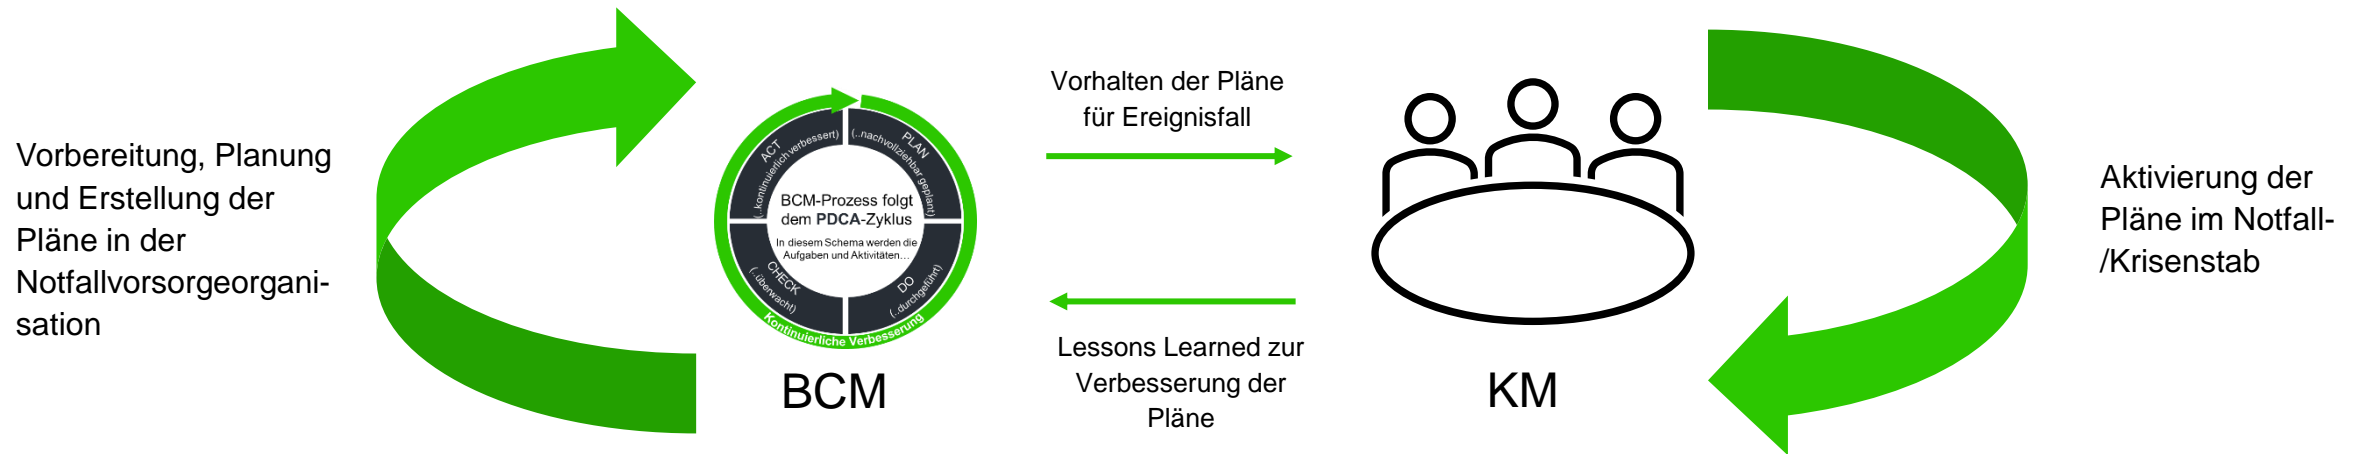 Vorbereitung, Planung
und Erstellung der
Pläne in der
Notfallvorsorgeorgani-
sation
ACT
(..kontinuierlich verbessert)
PLAN
(..nachvollziehbar geplant)
BCM-Prozess folgt
dem PDCA-Zyklus
In diesem Schema werden die
Aufgaben und Aktivitäten...
CHECK
(..überwacht)
DO
(..durchgeführt)
Kontinuierliche Verbesserung
BCM
Vorhalten der Pläne
für Ereignisfall
Lessons Learned zur
Verbesserung der
Pläne
KM
Aktivierung der
Pläne im Notfall-
/Krisenstab